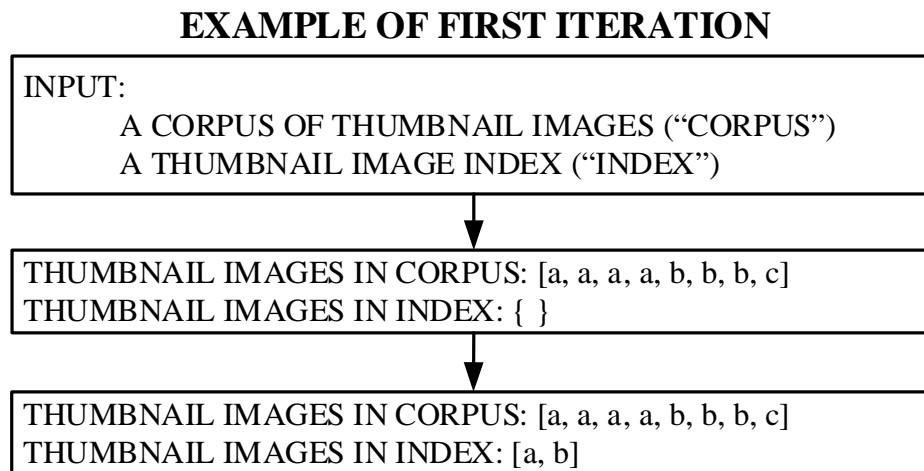 EXAMPLE OF FIRST ITERATION
INPUT:
A CORPUS OF THUMBNAIL IMAGES (“CORPUS”)
A THUMBNAIL IMAGE INDEX (“INDEX”)
THUMBNAIL IMAGES IN CORPUS: [a, a, a, a, b, b, b, c]
THUMBNAIL IMAGES IN INDEX: { }
THUMBNAIL IMAGES IN CORPUS: [a, a, a, a, b, b, b, c]
THUMBNAIL IMAGES IN INDEX: [a, b]